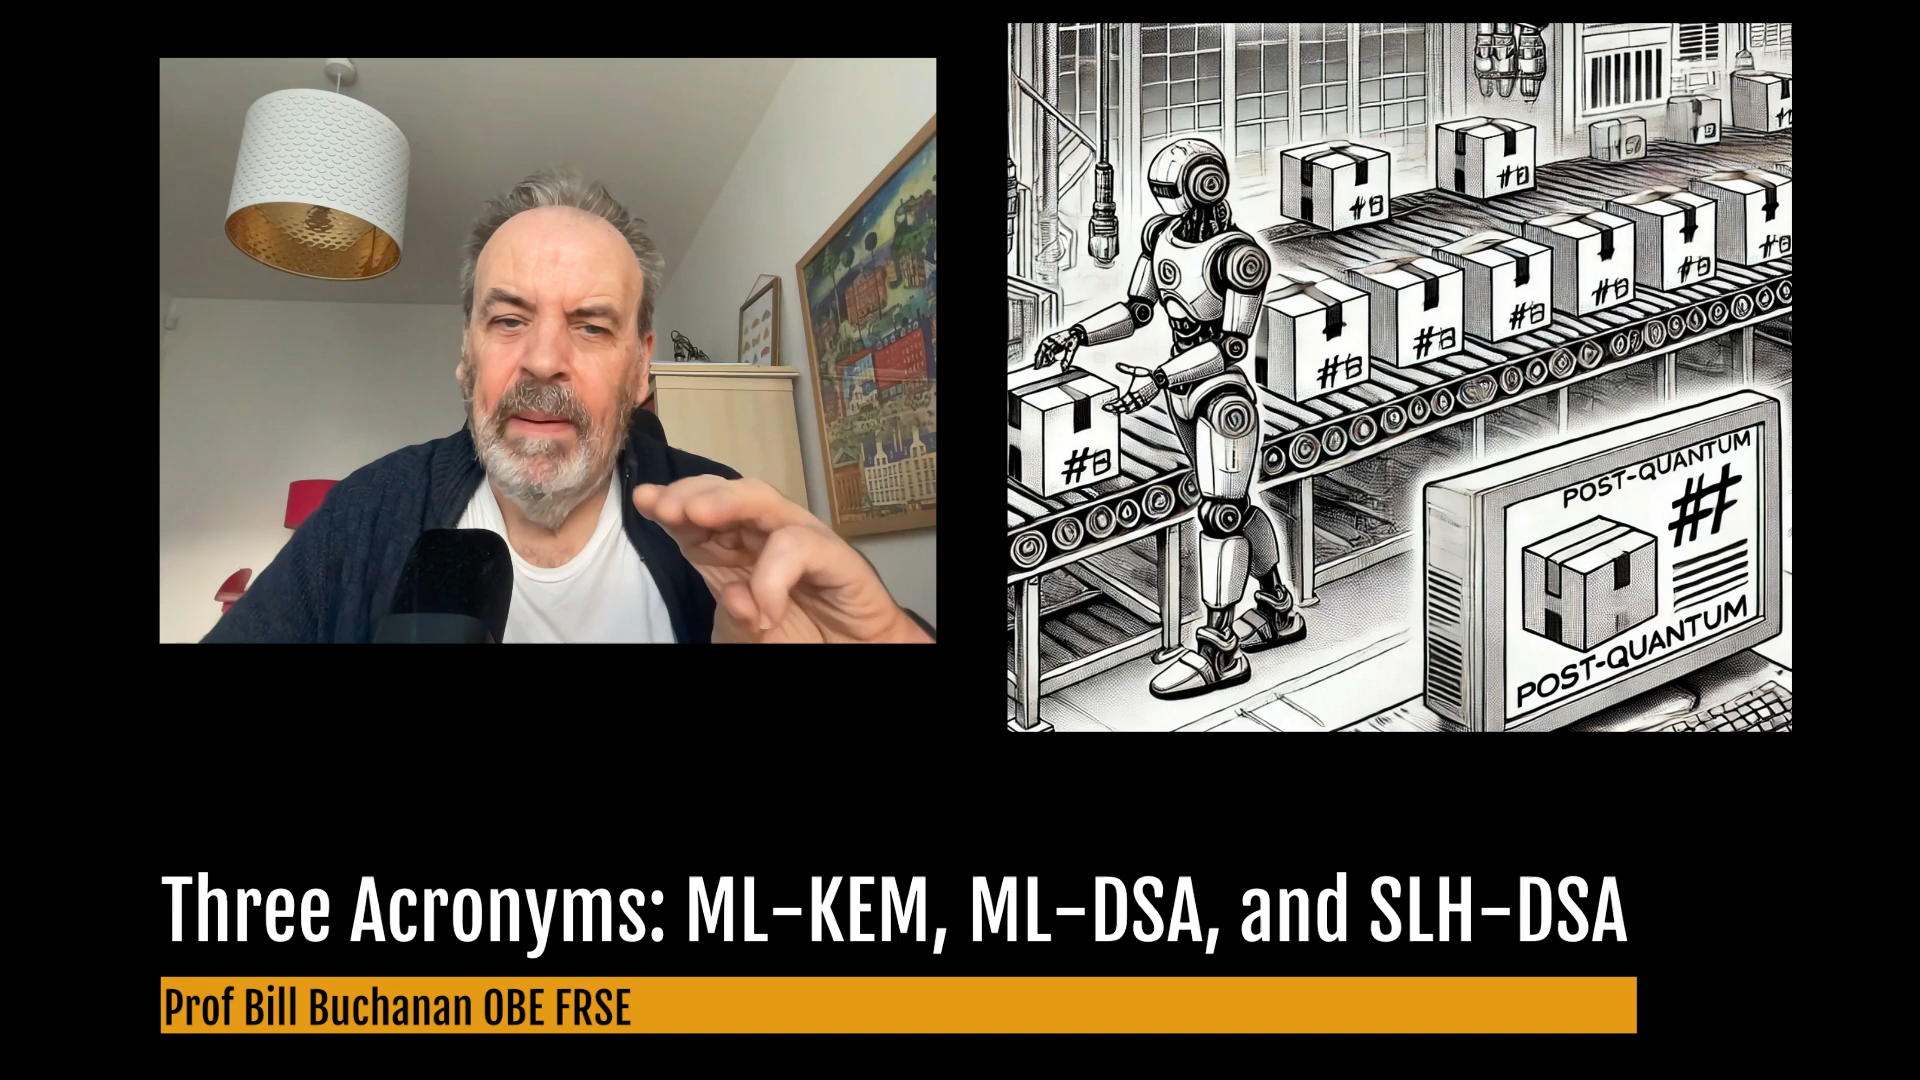 POST-QUANTUM
#
POST-QUANTUM
Three Acronyms: ML-KEM, ML-DSA, and SLH-DSA
Prof Bill Buchanan OBE FRSE